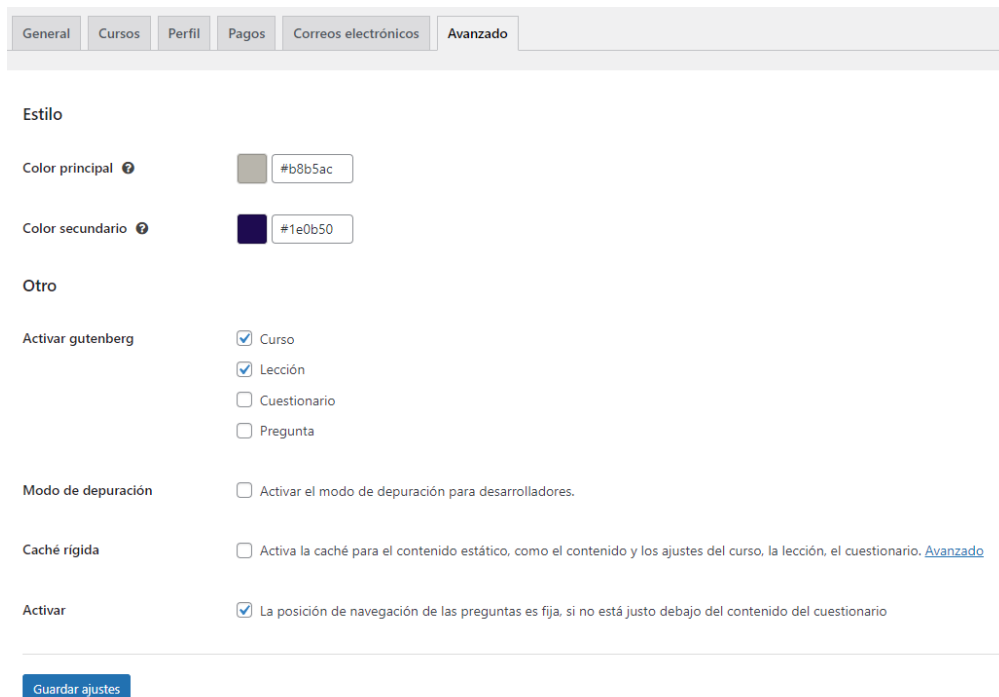 General Cursos Perfil Pagos Correos electrónicos Avanzado
Estilo
Color principal #b8b5ac
Color secundario #1e0b50
Otro
Activar gutenberg Curso
Lección
Cuestionario
Pregunta
Modo de depuración Activar el modo de depuración para desarrolladores.
Caché rígida Activa la caché para el contenido estático, como el contenido y los ajustes del curso, la lección, el cuestionario. Avanzado
Activar La posición de navegación de las preguntas es fija, si no está justo debajo del contenido del cuestionario
Guardar ajustes